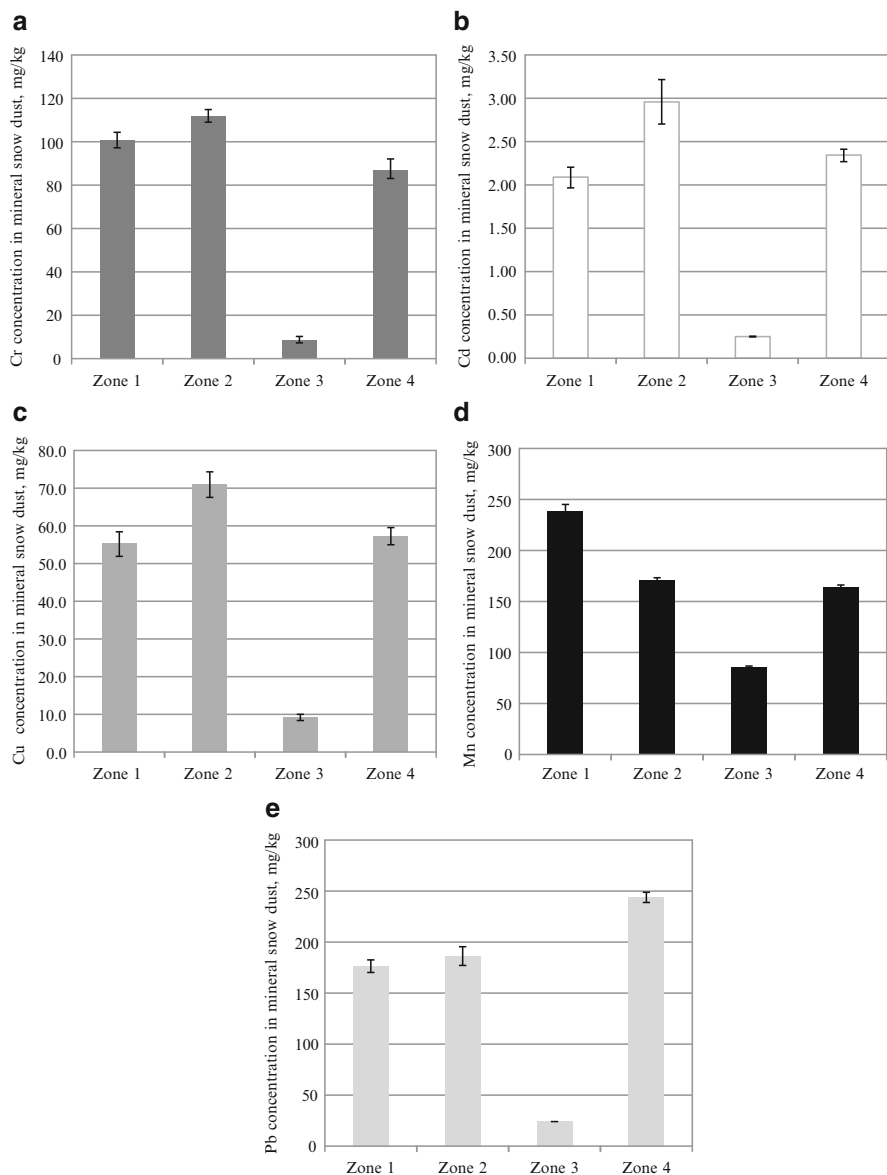 a
Cr concentration in mineral snow dust, mg/kg
140
120
100
80
60
40
20
0
Zone 1 Zone 2 Zone 3 Zone 4
b
Cd concentration in mineral snow dust, mg/kg
3.50
3.00
2.50
2.00
1.50
1.00
0.50
0.00
Zone 1 Zone 2 Zone 3 Zone 4
c
Cu concentration in mineral snow dust, mg/kg
80.0
70.0
60.0
50.0
40.0
30.0
20.0
10.0
0.0
Zone 1 Zone 2 Zone 3 Zone 4
d
Mn concentration in mineral snow dust, mg/kg
300
250
200
150
100
50
0
Zone 1 Zone 2 Zone 3 Zone 4
e
Pb concentration in mineral snow dust, mg/kg
300
250
200
150
100
50
0
Zone 1 Zone 2 Zone 3 Zone 4